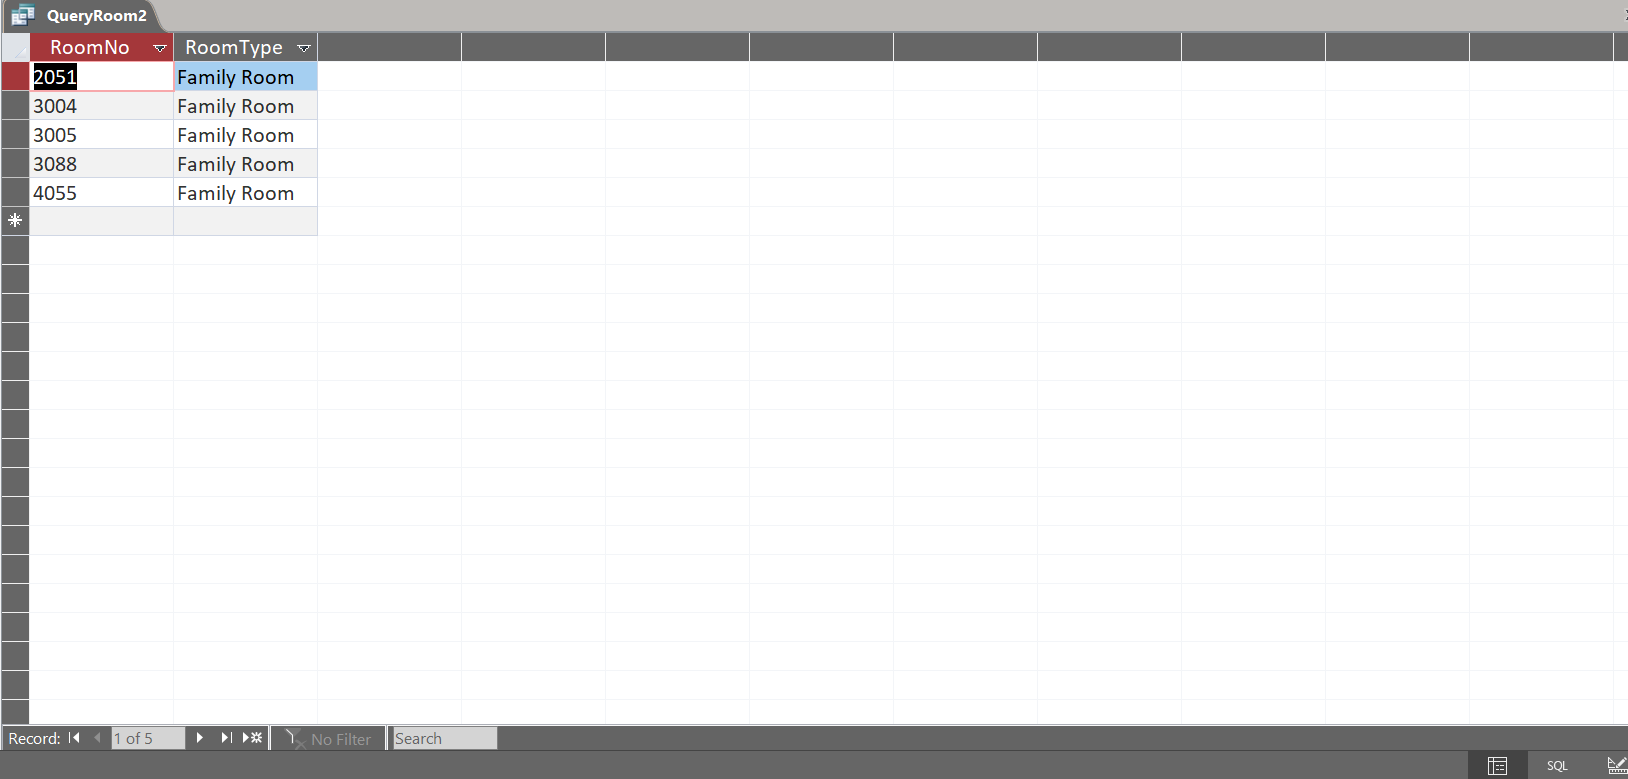 QueryRoom2
RoomNo RoomType
2051 Family Room
3004 Family Room
3005 Family Room
3088 Family Room
4055 Family Room
Record: 1 of 5 No Filter Search
SQL